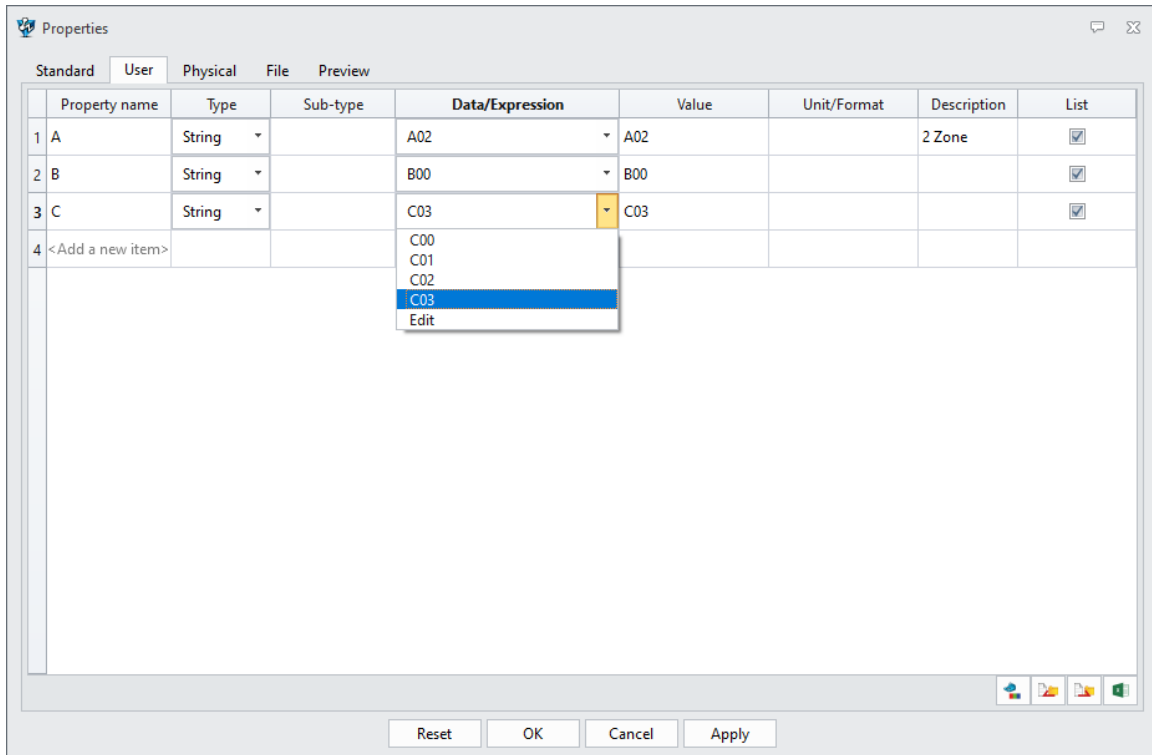 Properties
Standard User Physical File Preview
Property name Type Sub-type Data/Expression Value Unit/Format Description List
1 A String A02 A02 2 Zone
2 B String B00 B00
3 C String C03 C03
4 <Add a new item>
C00
C01
C02
C03
Edit
Reset OK Cancel Apply